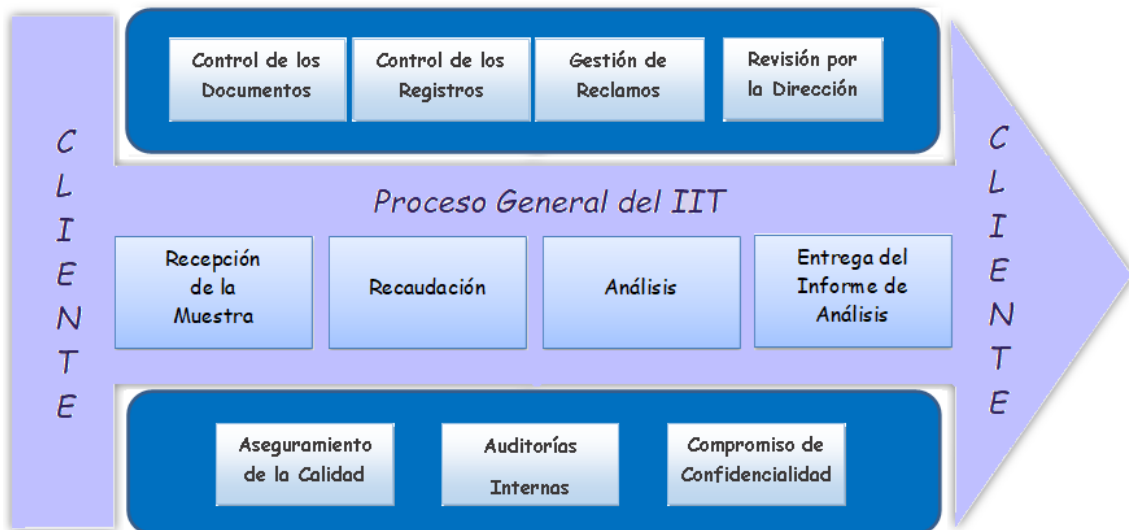 CLIENTE
Control de los
Documentos
Control de los
Registros
Gestión de
Reclamos
Revisión por
la Dirección
Proceso General del IIT
Recepción
de la
Muestra
Recaudación
Análisis
Entrega del
Informe de
Análisis
Aseguramiento
de la Calidad
Auditorías
Internas
Compromiso de
Confidencialidad
CLIENTE